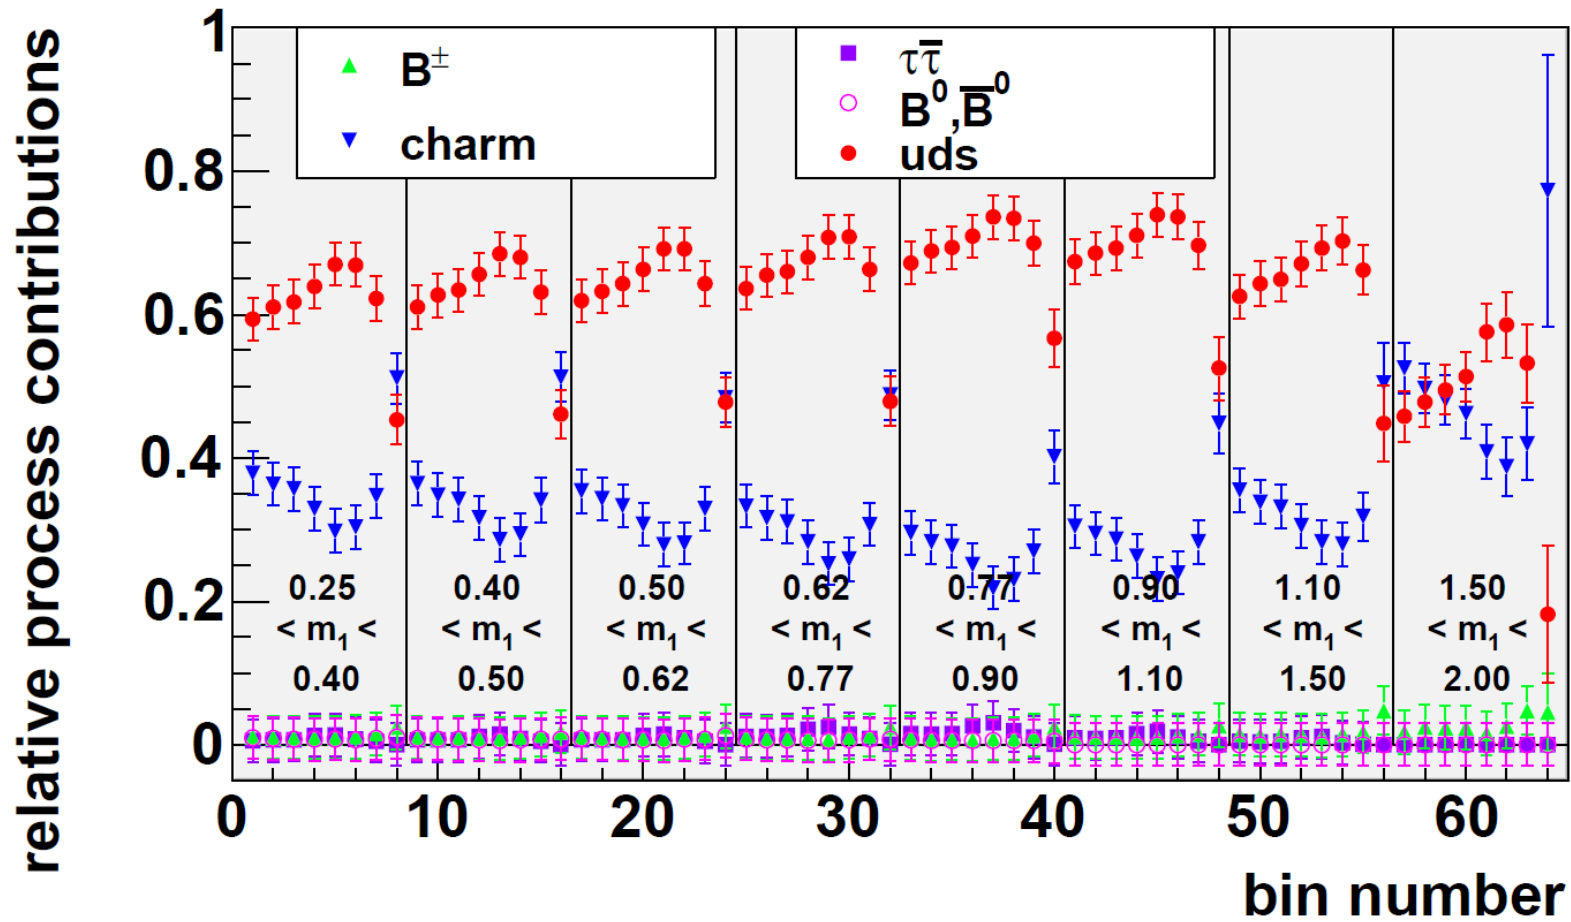 relative process contributions
1
0.8
0.6
0.4
0.2
0
B±
charm
ττ̅
B⁰,B̅⁰
uds
0.25 0.40 0.50 0.62 0.77 0.90 1.10 1.50
< m₁ < < m₁ < < m₁ < < m₁ < < m₁ < < m₁ < < m₁ < < m₁ <
0.40 0.50 0.62 0.77 0.90 1.10 1.50 2.00
0 10 20 30 40 50 60
bin number